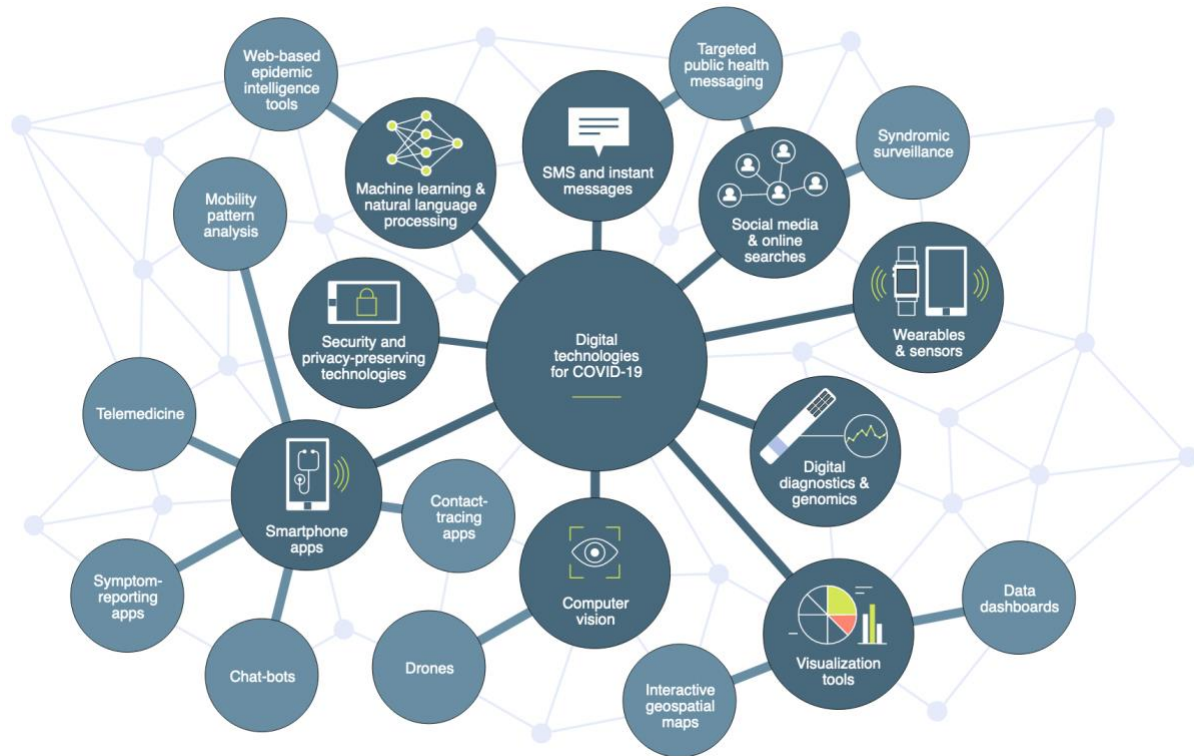 Web-based
epidemic
intelligence
tools
Targeted
public health
messaging
Syndromic
surveillance
SMS and instant
messages
Machine learning &
natural language
processing
Mobility
pattern
analysis
Social media
& online
searches
Wearables
& sensors
Security and
privacy-preserving
technologies
Digital
technologies
for COVID-19
Telemedicine
Digital
diagnostics &
genomics
Smartphone
apps
Contact-
tracing
apps
Symptom-
reporting
apps
Computer
vision
Data
dashboards
Chat-bots
Drones
Interactive
geospatial
maps
Visualization
tools